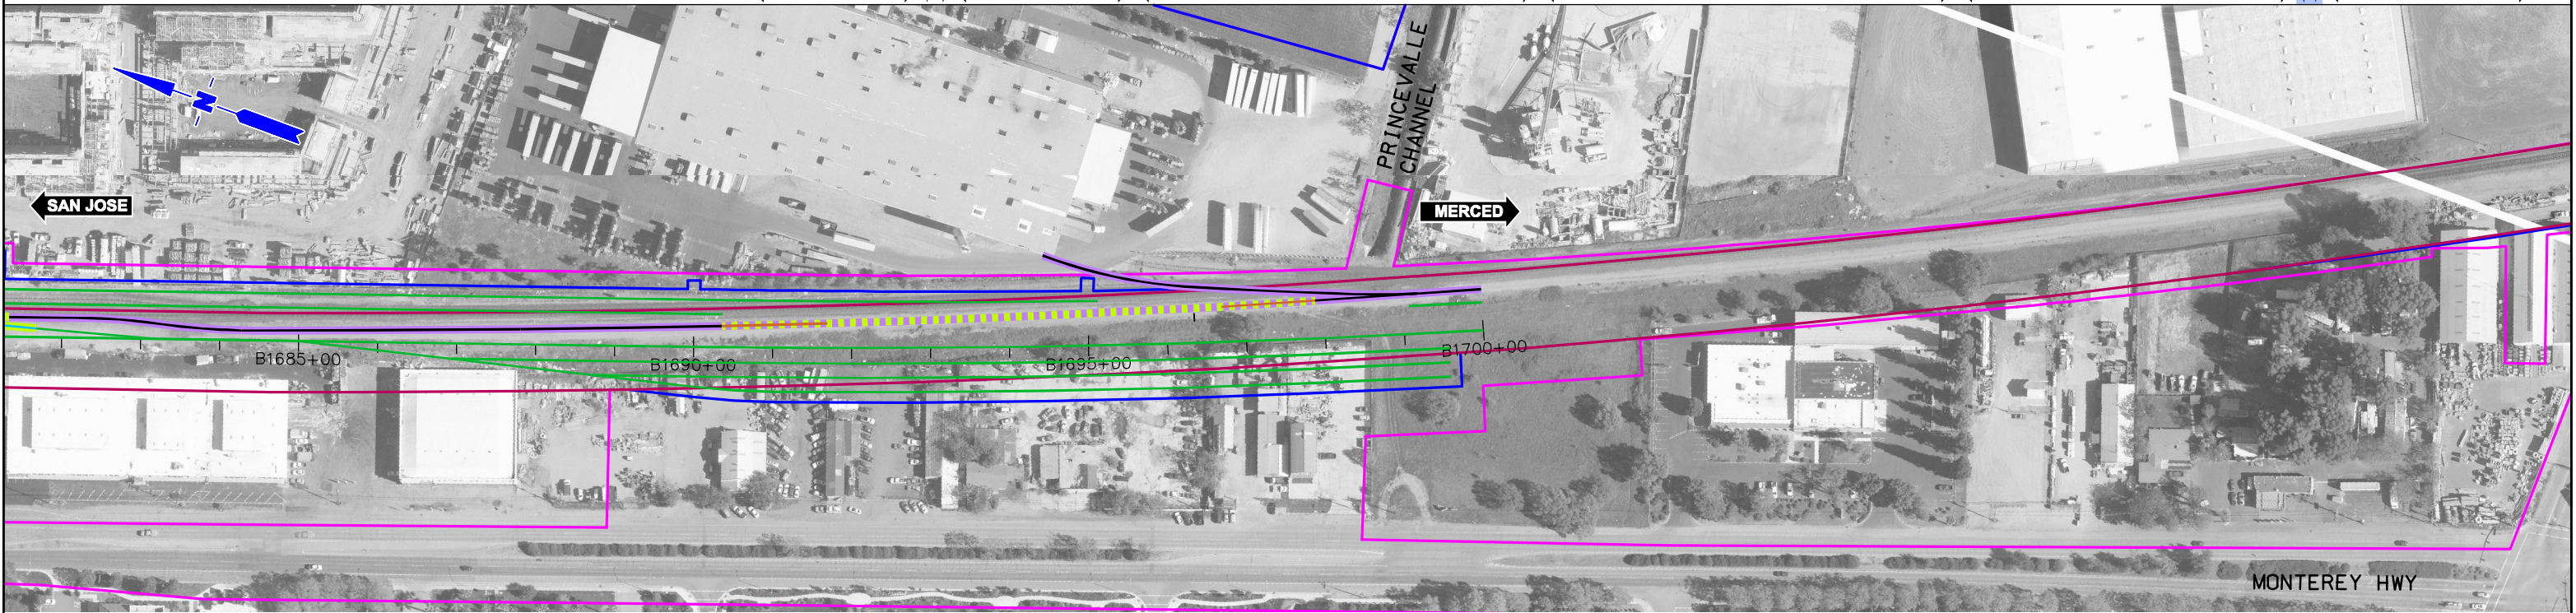 N
PRINCEVALLE
CHANNEL
SAN JOSE
MERCED
B1685+00
B1690+00
B1695+00
B1700+00
MONTEREY HWY